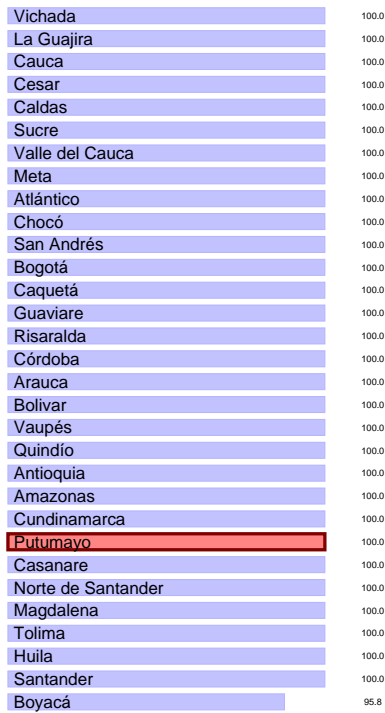 Vichada 100.0
La Guajira 100.0
Cauca 100.0
Cesar 100.0
Caldas 100.0
Sucre 100.0
Valle del Cauca 100.0
Meta 100.0
Atlántico 100.0
Chocó 100.0
San Andrés 100.0
Bogotá 100.0
Caquetá 100.0
Guaviare 100.0
Risaralda 100.0
Córdoba 100.0
Arauca 100.0
Bolivar 100.0
Vaupés 100.0
Quindío 100.0
Antioquia 100.0
Amazonas 100.0
Cundinamarca 100.0
Putumayo 100.0
Casanare 100.0
Norte de Santander 100.0
Magdalena 100.0
Tolima 100.0
Huila 100.0
Santander 100.0
Boyacá 95.8